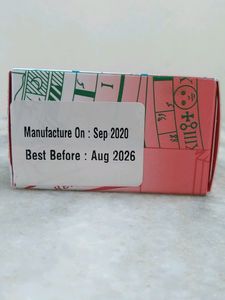 Manufacture On : Sep 2020
Best Before : Aug 2026